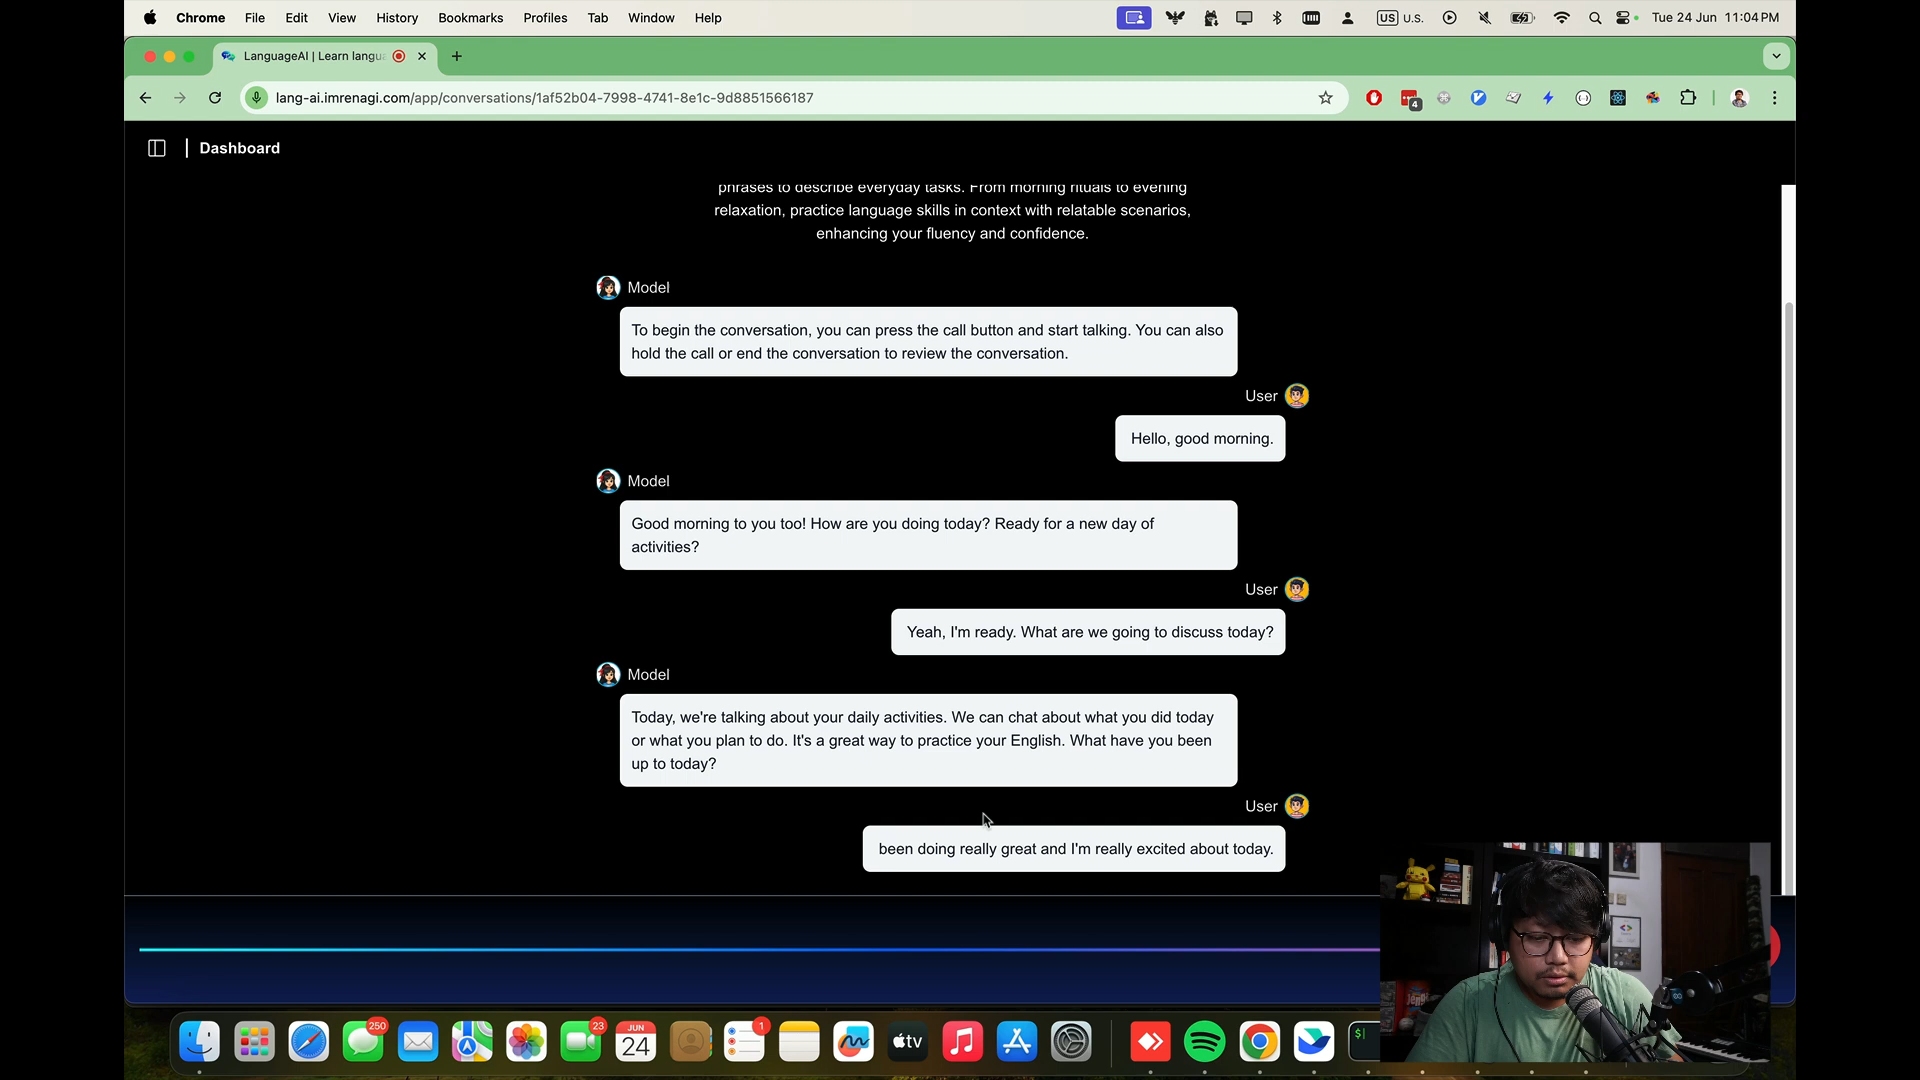 Chrome File Edit View History Bookmarks Profiles Tab Window Help US U.S. Tue 24 Jun 11:04 PM
LanguageAI | Learn langua
lang-ai.imrenagi.com/app/conversations/1af52b04-7998-4741-8e1c-9d8851566187
4
Dashboard
phrases to describe everyday tasks. From morning rituals to evening
relaxation, practice language skills in context with relatable scenarios,
enhancing your fluency and confidence.
Model
To begin the conversation, you can press the call button and start talking. You can also
hold the call or end the conversation to review the conversation.
User
Hello, good morning.
Model
Good morning to you too! How are you doing today? Ready for a new day of
activities?
User
Yeah, I'm ready. What are we going to discuss today?
Model
Today, we're talking about your daily activities. We can chat about what you did today
or what you plan to do. It's a great way to practice your English. What have you been
up to today?
User
been doing really great and I'm really excited about today.
250
23
JUN
24
1
tv
$